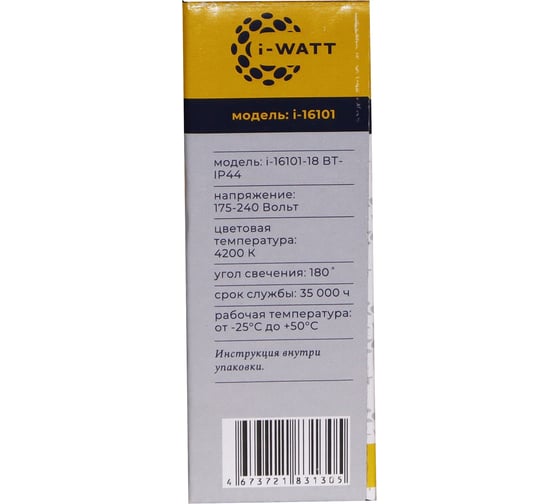 i-WATT
модель: i-16101
модель: i-16101-18 ВТ-
IP44
напряжение:
175-240 Вольт
цветовая
температура:
4200 К
угол свечения: 180°
срок службы: 35 000 ч
рабочая температура:
от -25°C до +50°C
Инструкция внутри
упаковки.
4 673721 831305